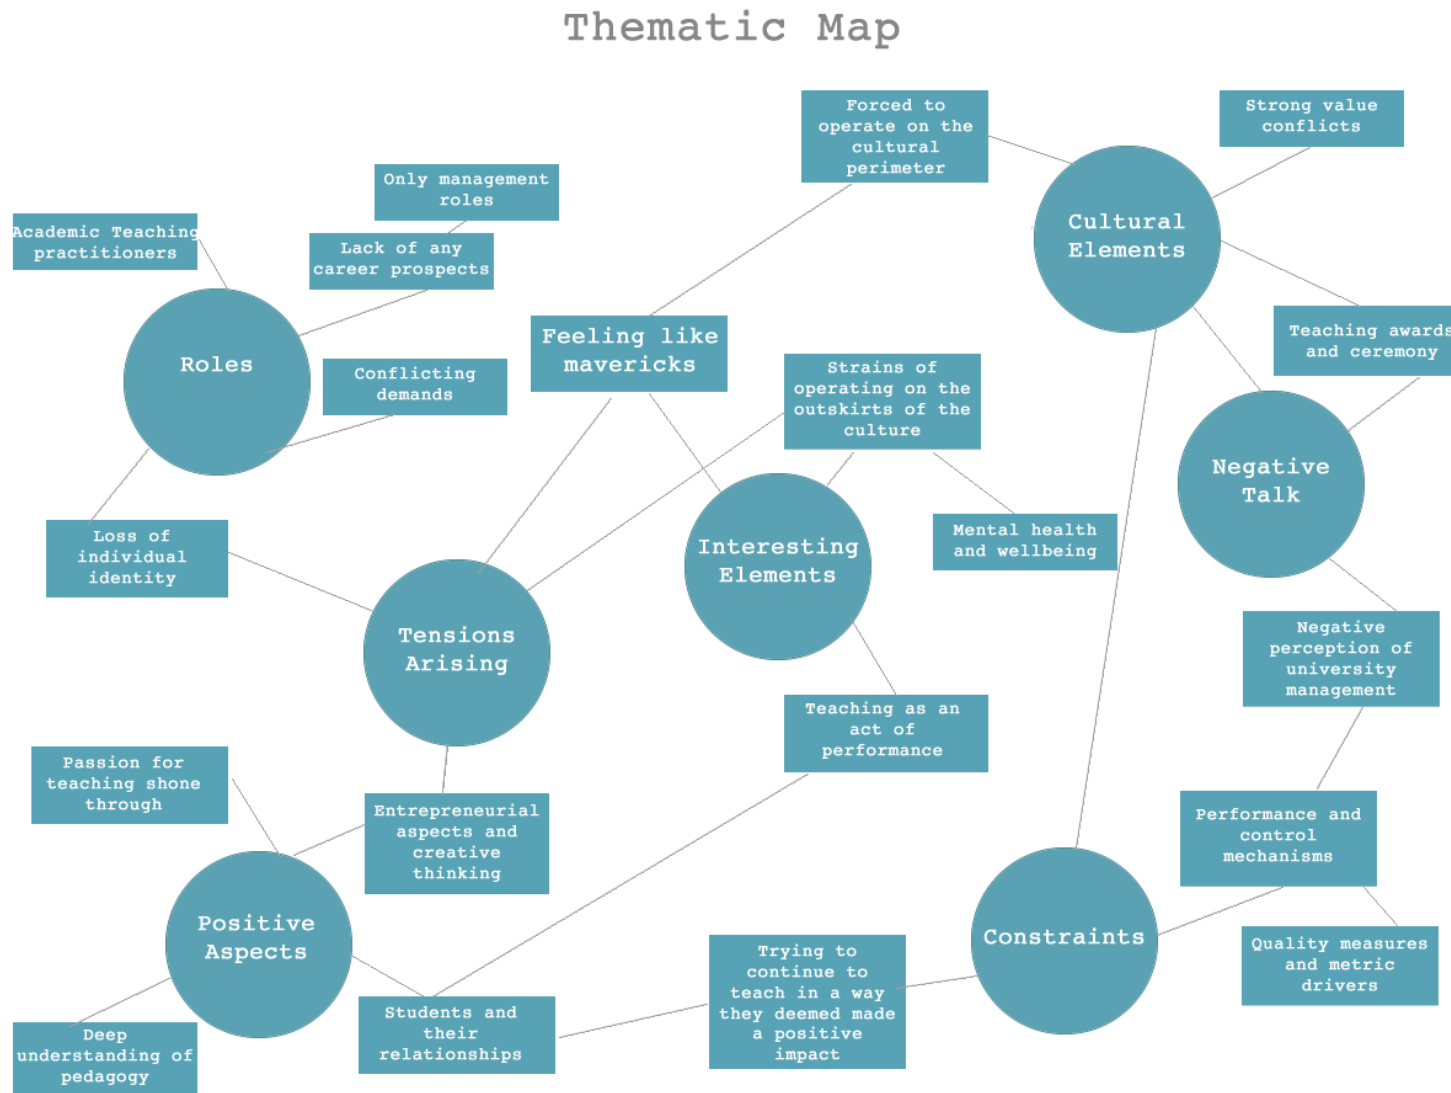 Thematic Map
Forced to
operate on the
cultural
perimeter
Strong value
conflicts
Only management
roles
Academic Teaching
practitioners
Lack of any
career prospects
Cultural
Elements
Roles
Feeling like
mavericks
Teaching awards
and ceremony
Conflicting
demands
Strains of
operating on the
outskirts of the
culture
Negative
Talk
Loss of
individual
identity
Interesting
Elements
Mental health
and wellbeing
Tensions
Arising
Negative
perception of
university
management
Teaching as an
act of
performance
Passion for
teaching shone
through
Entrepreneurial
aspects and
creative
thinking
Performance and
control
mechanisms
Positive
Aspects
Constraints
Trying to
continue to
teach in a way
they deemed made
a positive
impact
Quality measures
and metric
drivers
Students and
their
relationships
Deep
understanding of
pedagogy